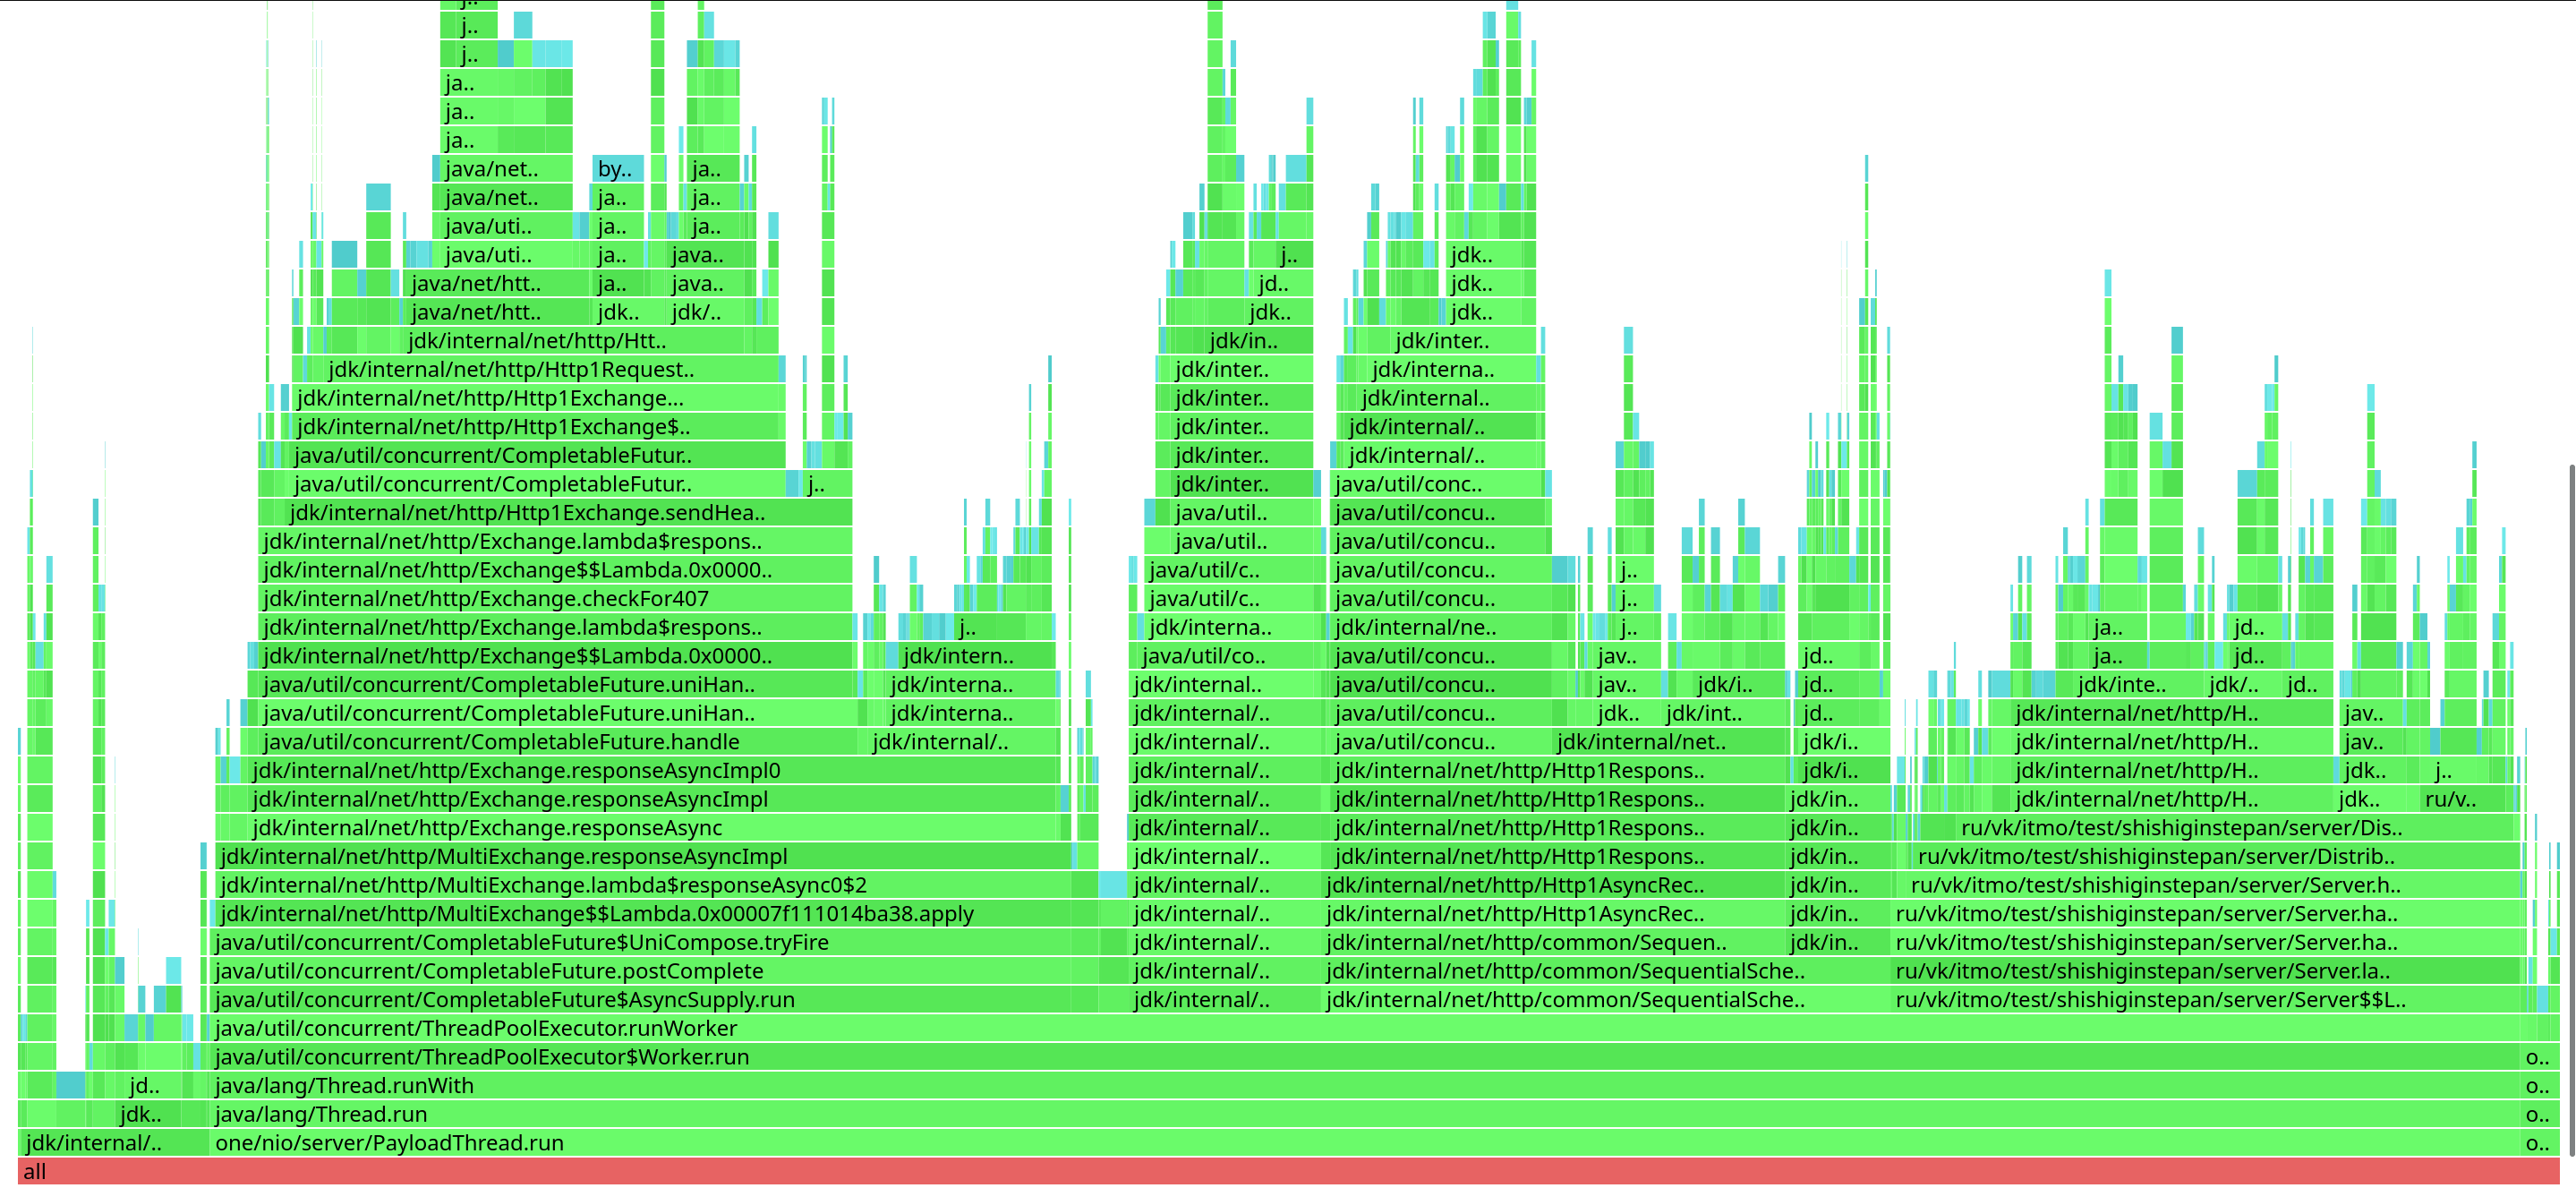 j..
j..
ja..
ja..
ja..
java/net.. by.. ja..
java/net.. ja.. ja..
java/uti.. ja.. ja..
java/uti.. ja.. java.. j.. jdk..
java/net/htt.. ja.. java.. jd.. jdk..
java/net/htt.. jdk.. jdk/.. jdk.. jdk..
jdk/internal/net/http/Htt.. jdk/in.. jdk/inter..
jdk/internal/net/http/Http1Request.. jdk/inter.. jdk/interna..
jdk/internal/net/http/Http1Exchange... jdk/inter.. jdk/internal..
jdk/internal/net/http/Http1Exchange$.. jdk/inter.. jdk/internal/..
java/util/concurrent/CompletableFutur.. jdk/inter.. jdk/internal/..
java/util/concurrent/CompletableFutur.. j.. jdk/inter.. java/util/conc..
jdk/internal/net/http/Http1Exchange.sendHea.. java/util.. java/util/concu..
jdk/internal/net/http/Exchange.lambda$respons.. java/util.. java/util/concu..
jdk/internal/net/http/Exchange$$Lambda.0x0000.. java/util/c.. java/util/concu.. j..
jdk/internal/net/http/Exchange.checkFor407 java/util/c.. java/util/concu.. j..
jdk/internal/net/http/Exchange.lambda$respons.. j.. jdk/interna.. jdk/internal/ne.. j.. ja.. jd..
jdk/internal/net/http/Exchange$$Lambda.0x0000.. jdk/intern.. java/util/co.. java/util/concu.. jav.. jd.. ja.. jd..
java/util/concurrent/CompletableFuture.uniHan.. jdk/interna.. jdk/internal.. java/util/concu.. jav.. jdk/i.. jd.. jdk/inte.. jdk/.. jd..
java/util/concurrent/CompletableFuture.uniHan.. jdk/interna.. jdk/internal/.. java/util/concu.. jdk.. jdk/int.. jd.. jdk/internal/net/http/H.. jav..
java/util/concurrent/CompletableFuture.handle jdk/internal/.. jdk/internal/.. java/util/concu.. jdk/internal/net.. jdk/i.. jdk/internal/net/http/H.. jav..
jdk/internal/net/http/Exchange.responseAsyncImpl0 jdk/internal/.. jdk/internal/net/http/Http1Respons.. jdk/i.. jdk/internal/net/http/H.. jdk.. j..
jdk/internal/net/http/Exchange.responseAsyncImpl jdk/internal/.. jdk/internal/net/http/Http1Respons.. jdk/in.. jdk/internal/net/http/H.. jdk.. ru/v..
jdk/internal/net/http/Exchange.responseAsync jdk/internal/.. jdk/internal/net/http/Http1Respons.. jdk/in.. ru/vk/itmo/test/shishiginstepan/server/Dis..
jdk/internal/net/http/MultiExchange.responseAsyncImpl jdk/internal/.. jdk/internal/net/http/Http1Respons.. jdk/in.. ru/vk/itmo/test/shishiginstepan/server/Distrib..
jdk/internal/net/http/MultiExchange.lambda$responseAsync0$2 jdk/internal/.. jdk/internal/net/http/Http1AsyncRec.. jdk/in.. ru/vk/itmo/test/shishiginstepan/server/Server.h..
jdk/internal/net/http/MultiExchange$$Lambda.0x00007f111014ba38.apply jdk/internal/.. jdk/internal/net/http/Http1AsyncRec.. jdk/in.. ru/vk/itmo/test/shishiginstepan/server/Server.ha..
java/util/concurrent/CompletableFuture$UniCompose.tryFire jdk/internal/.. jdk/internal/net/http/common/Sequen.. jdk/in.. ru/vk/itmo/test/shishiginstepan/server/Server.ha..
java/util/concurrent/CompletableFuture.postComplete jdk/internal/.. jdk/internal/net/http/common/SequentialSche.. ru/vk/itmo/test/shishiginstepan/server/Server.la..
java/util/concurrent/CompletableFuture$AsyncSupply.run jdk/internal/.. jdk/internal/net/http/common/SequentialSche.. ru/vk/itmo/test/shishiginstepan/server/Server$$L..
java/util/concurrent/ThreadPoolExecutor.runWorker
java/util/concurrent/ThreadPoolExecutor$Worker.run o..
jd.. java/lang/Thread.runWith o..
jdk.. java/lang/Thread.run o..
jdk/internal/.. one/nio/server/PayloadThread.run o..
all